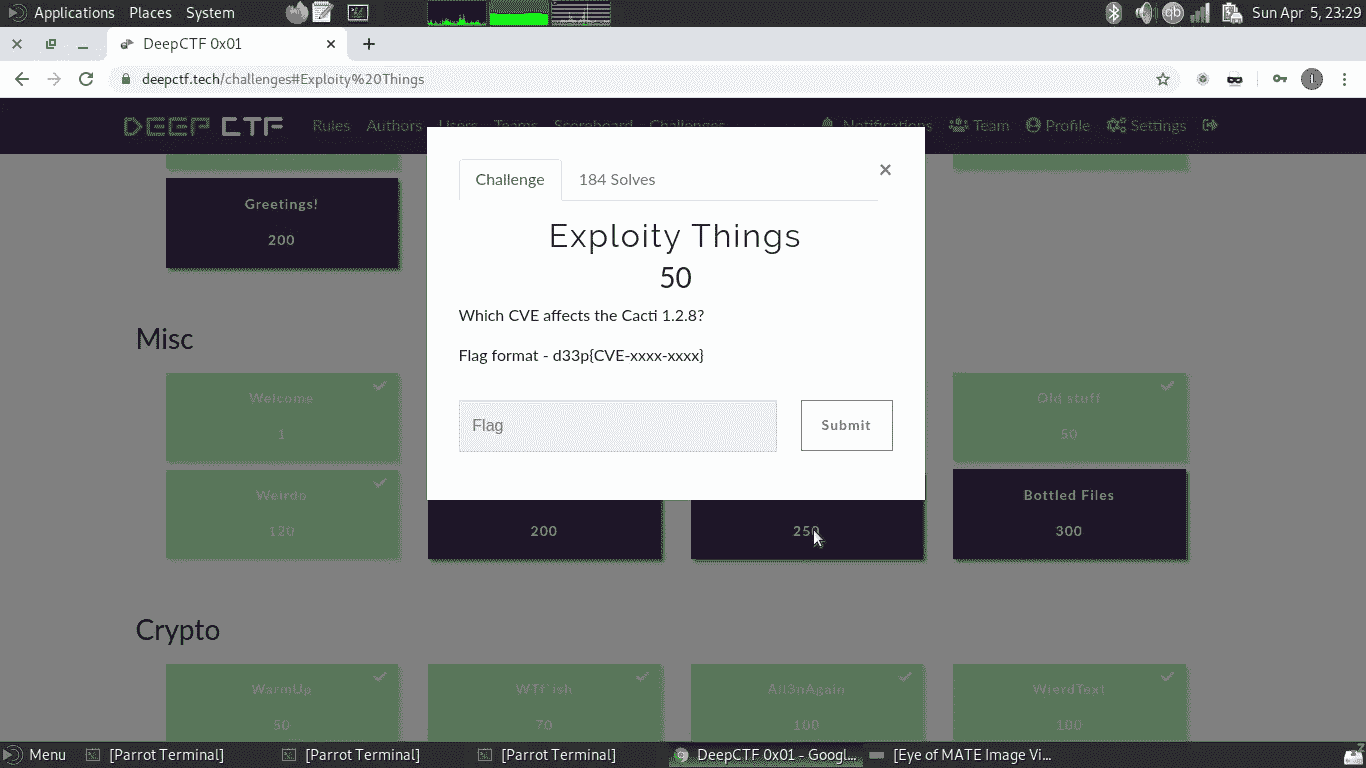 Applications Places System
Sun Apr 5, 23:29
DeepCTF 0x01
deepctf.tech/challenges#Exploity%20Things
DEEP CTF Rules Authors Users Teams Scoreboard Challenges Notifications Team Profile Settings
Challenge
184 Solves
Greetings!
200
Exploity Things
50
Which CVE affects the Cacti 1.2.8?
Flag format - d33p{CVE-xxxx-xxxx}
Flag
Submit
Misc
Welcome
1
Old stuff
50
Weirdo
120
200
250
Bottled Files
300
Crypto
WarmUp
50
WTf`ish
70
All3nAgain
100
WierdText
100
Menu [Parrot Terminal] [Parrot Terminal] [Parrot Terminal] DeepCTF 0x01 - Googl... [Eye of MATE Image Vi...